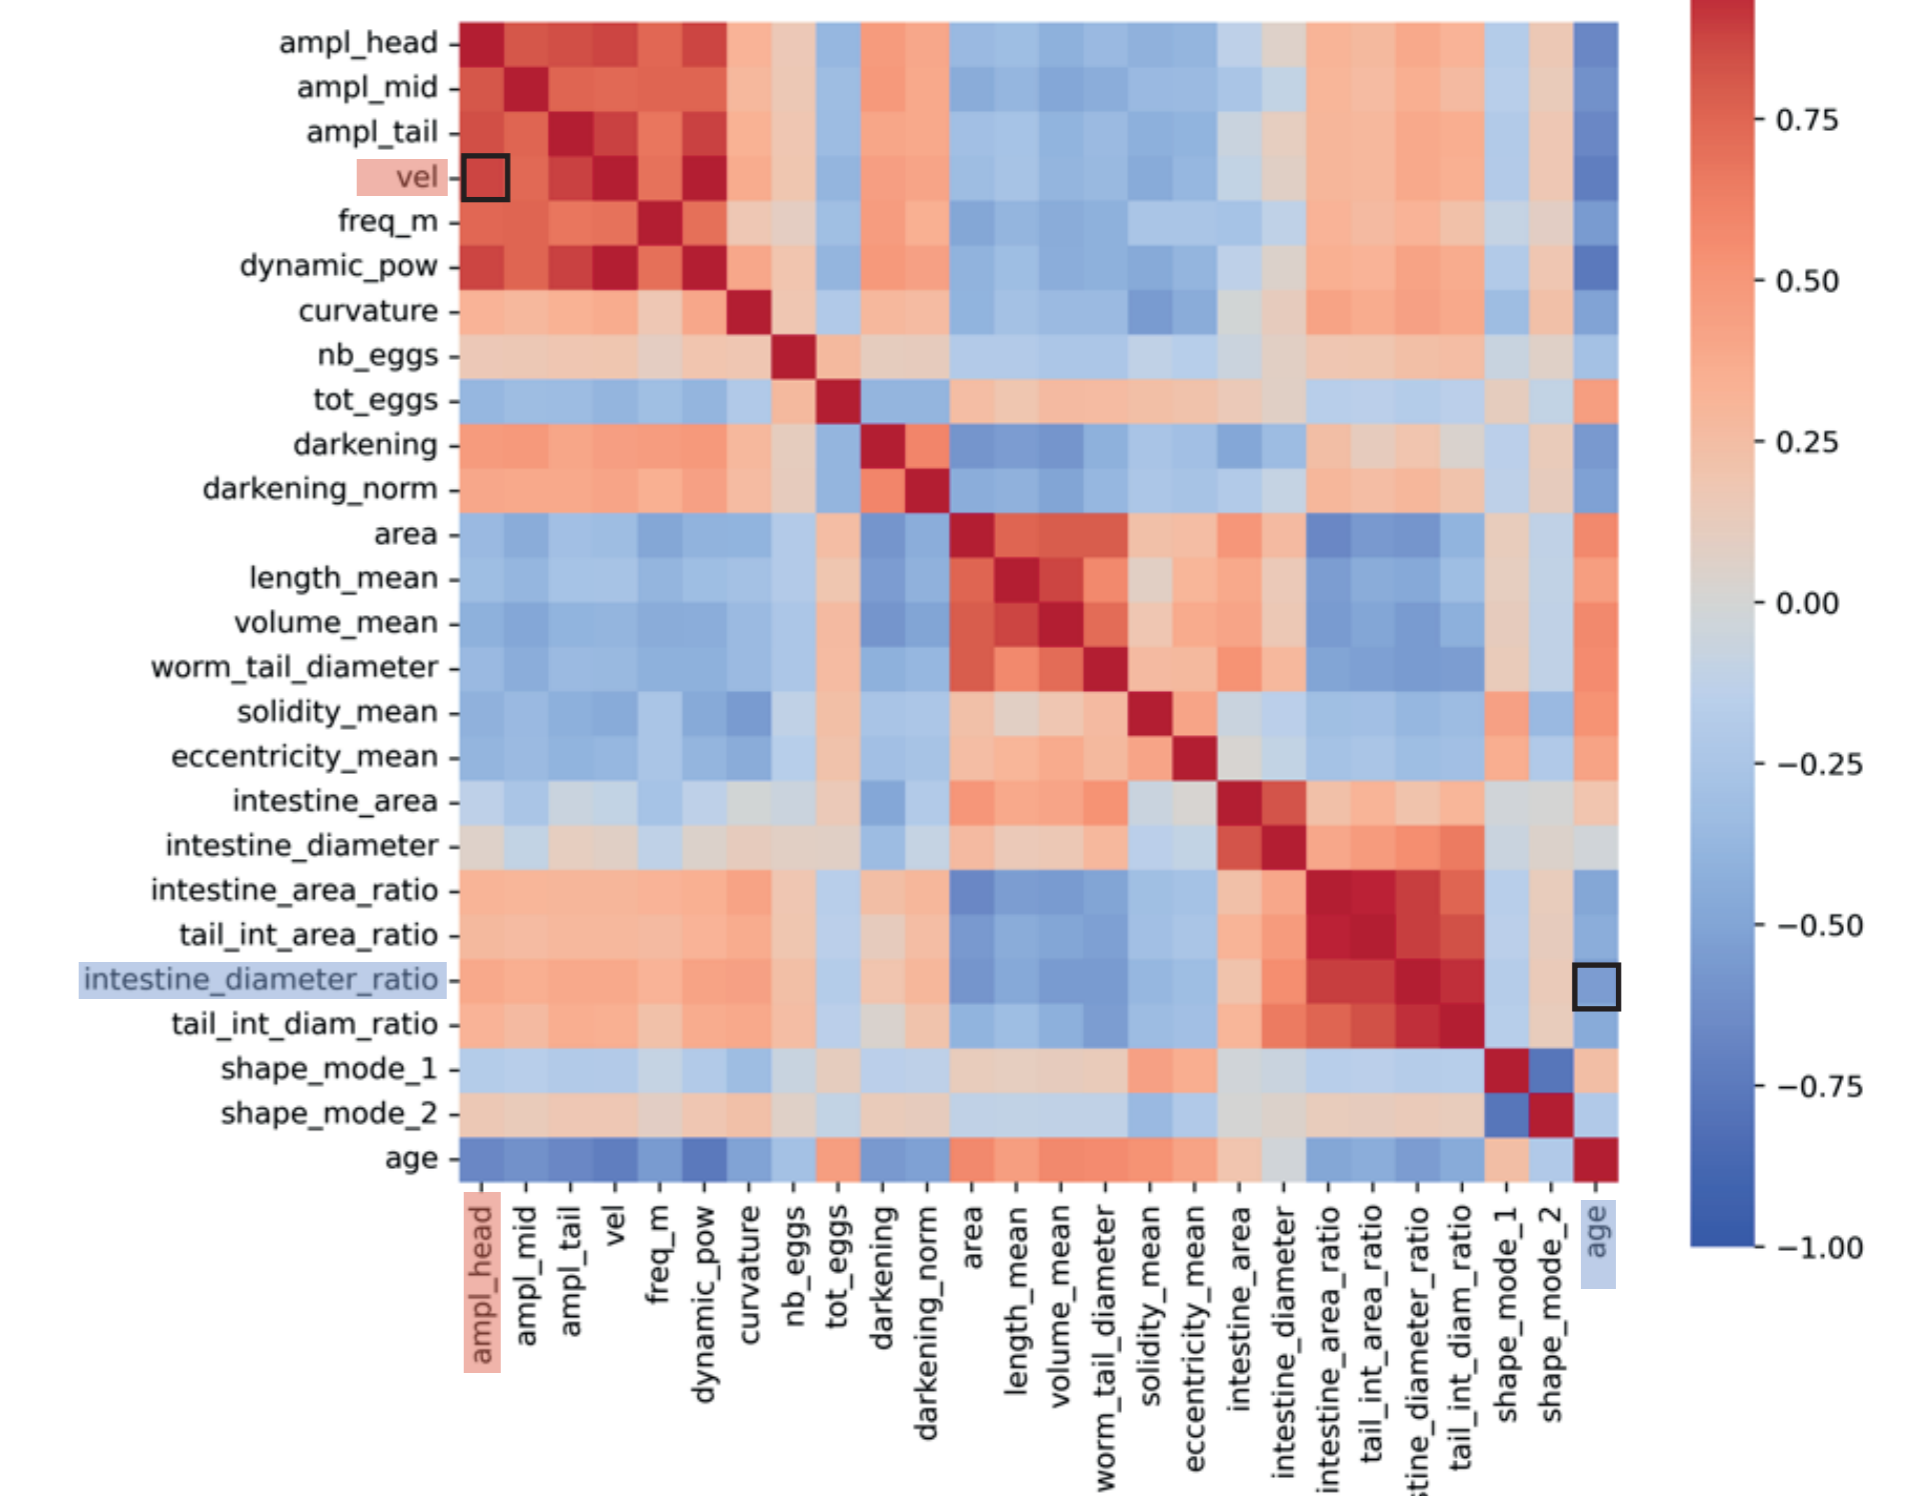 ampl_head
ampl_mid
ampl_tail
vel
freq_m
dynamic_pow
curvature
nb_eggs
tot_eggs
darkening
darkening_norm
area
length_mean
volume_mean
worm_tail_diameter
solidity_mean
eccentricity_mean
intestine_area
intestine_diameter
intestine_area_ratio
tail_int_area_ratio
intestine_diameter_ratio
tail_int_diam_ratio
shape_mode_1
shape_mode_2
age
ampl_head
ampl_mid
ampl_tail
vel
freq_m
dynamic_pow
curvature
nb_eggs
tot_eggs
darkening
darkening_norm
area
length_mean
volume_mean
worm_tail_diameter
solidity_mean
eccentricity_mean
intestine_area
intestine_diameter
intestine_area_ratio
tail_int_area_ratio
stine_diameter_ratio
tail_int_diam_ratio
shape_mode_1
shape_mode_2
age
0.75
0.50
0.25
0.00
−0.25
−0.50
−0.75
−1.00